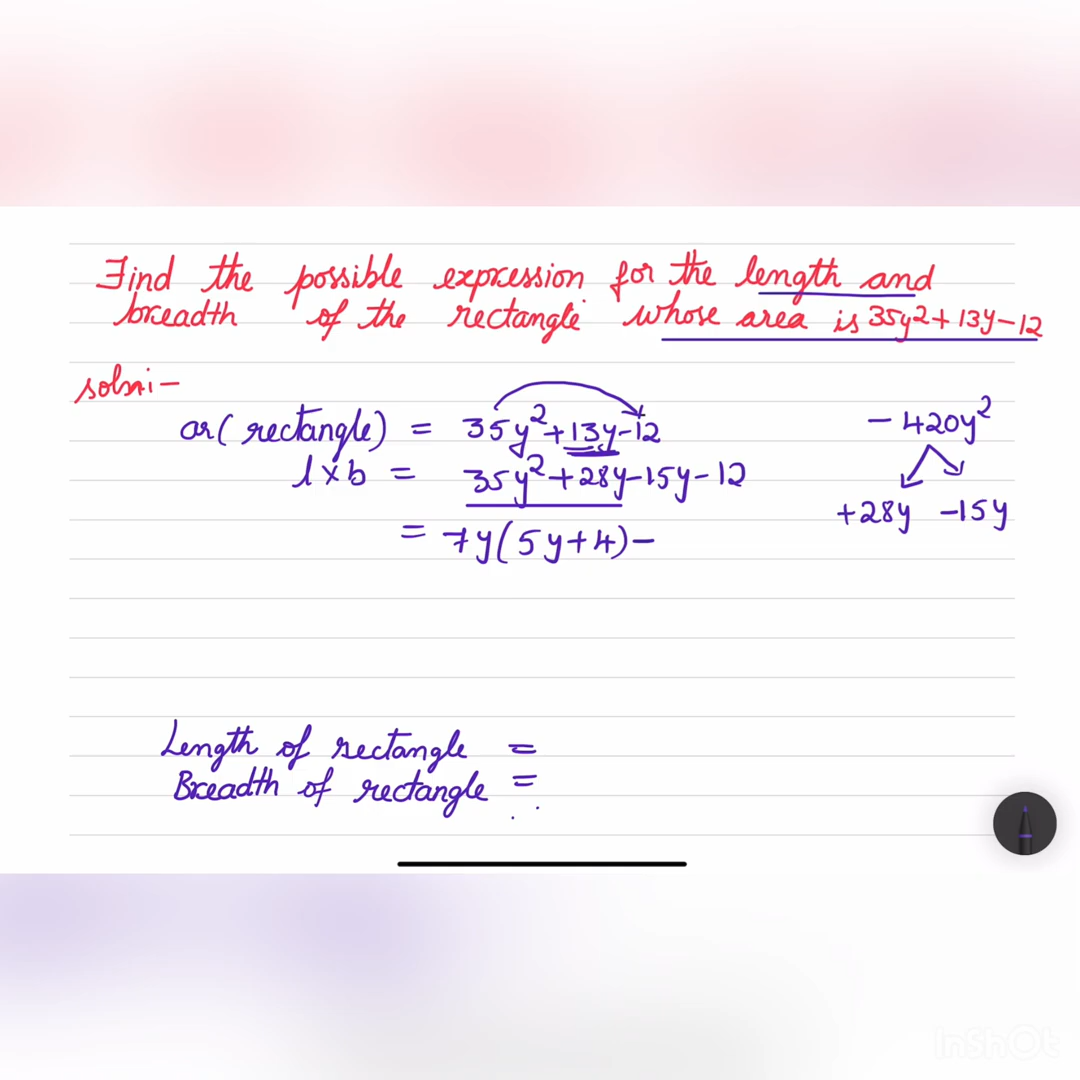 Find the possible expression for the length and
breadth of the rectangle whose area is 35y²+13y-12
soln:-
ar(rectangle) = 35y²+13y-12
-420y²
l×b = 35y²+28y-15y-12
+28y -15y
= 7y(5y+4)-
Length of rectangle =
Breadth of rectangle =
InShOt